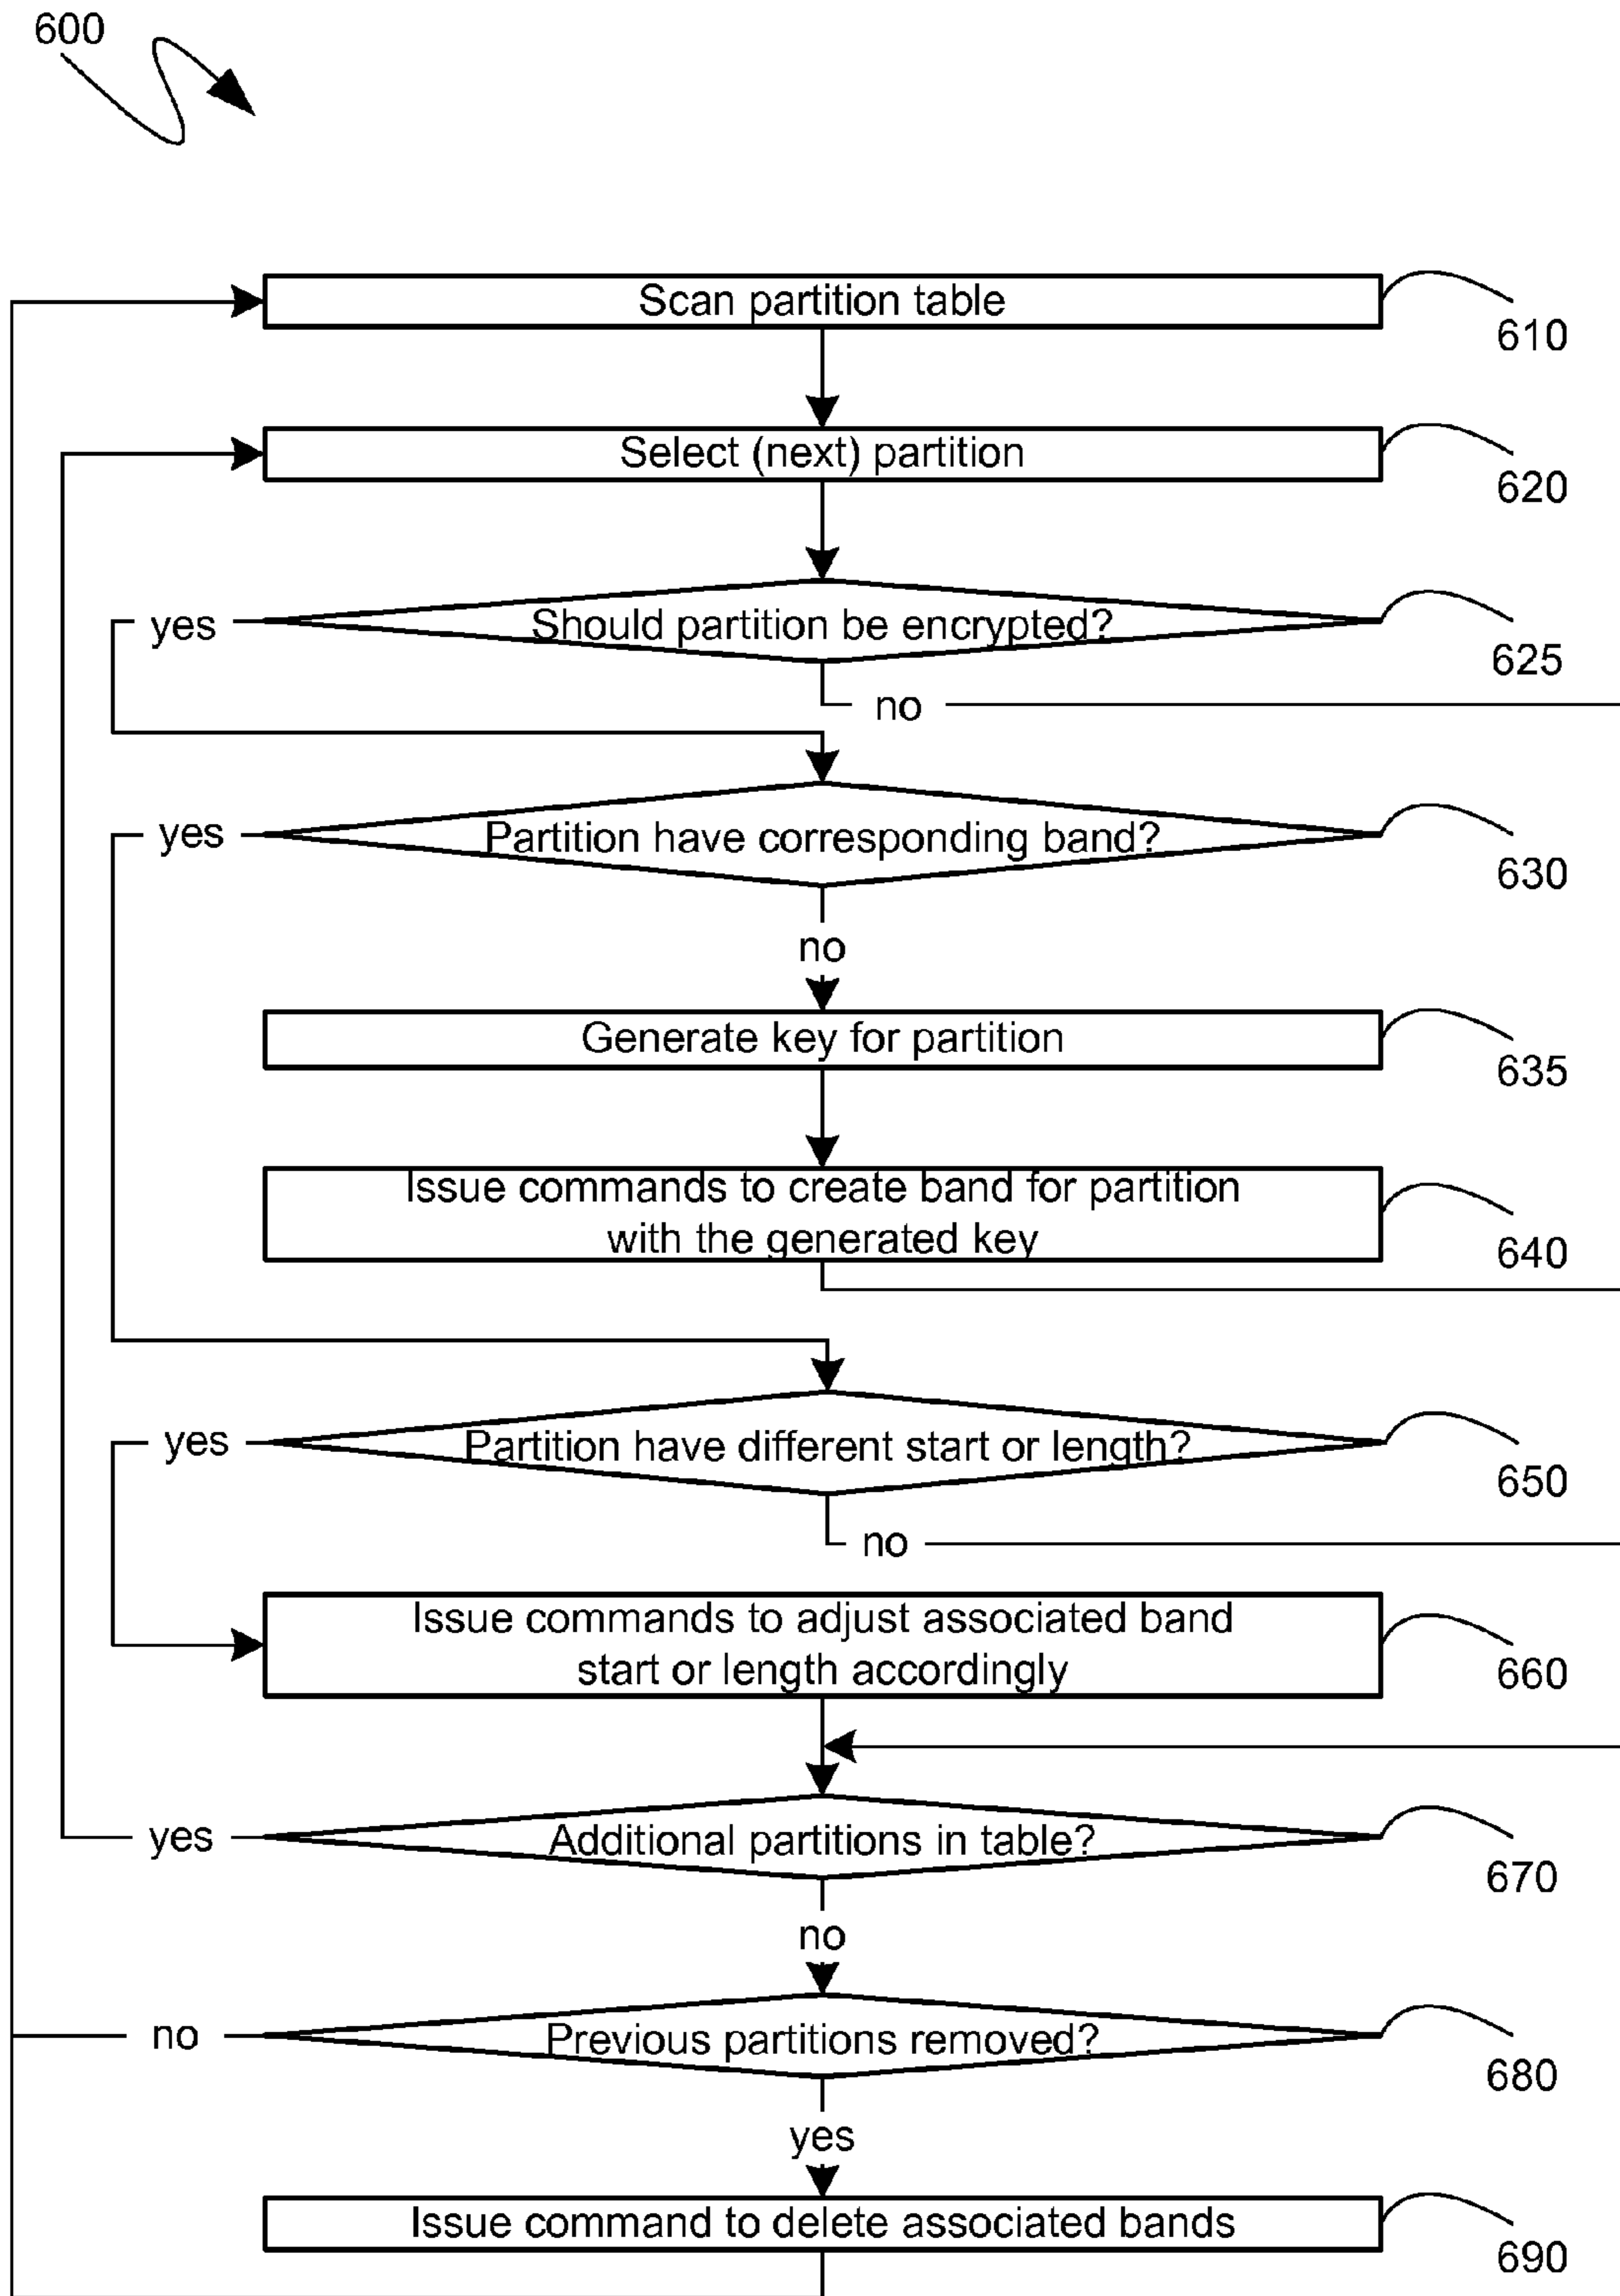 600
Scan partition table
610
Select (next) partition
620
Should partition be encrypted?
yes
625
no
Partition have corresponding band?
yes
630
no
Generate key for partition
635
Issue commands to create band for partition
with the generated key
640
Partition have different start or length?
yes
650
no
Issue commands to adjust associated band
start or length accordingly
660
Additional partitions in table?
yes
670
no
Previous partitions removed?
no
680
yes
Issue command to delete associated bands
690